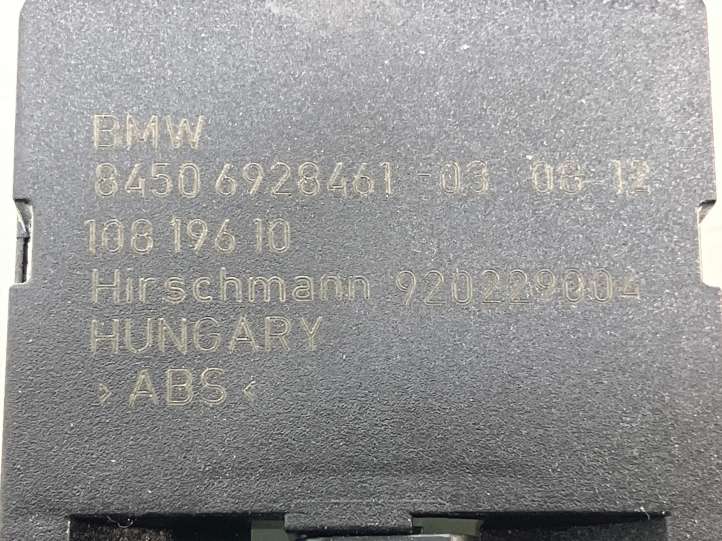 BMW
8450 6928461 -03 08 12
108 196 10
Hirschmann 920229004
HUNGARY
>ABS<